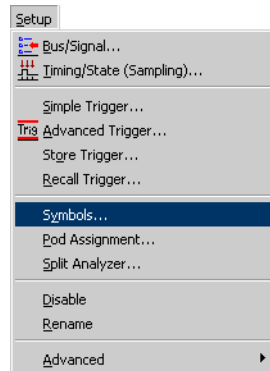 Setup
Bus/Signal...
Timing/State (Sampling)...
Simple Trigger...
Trig Advanced Trigger...
Store Trigger...
Recall Trigger...
Symbols...
Pod Assignment...
Split Analyzer...
Disable
Rename
Advanced